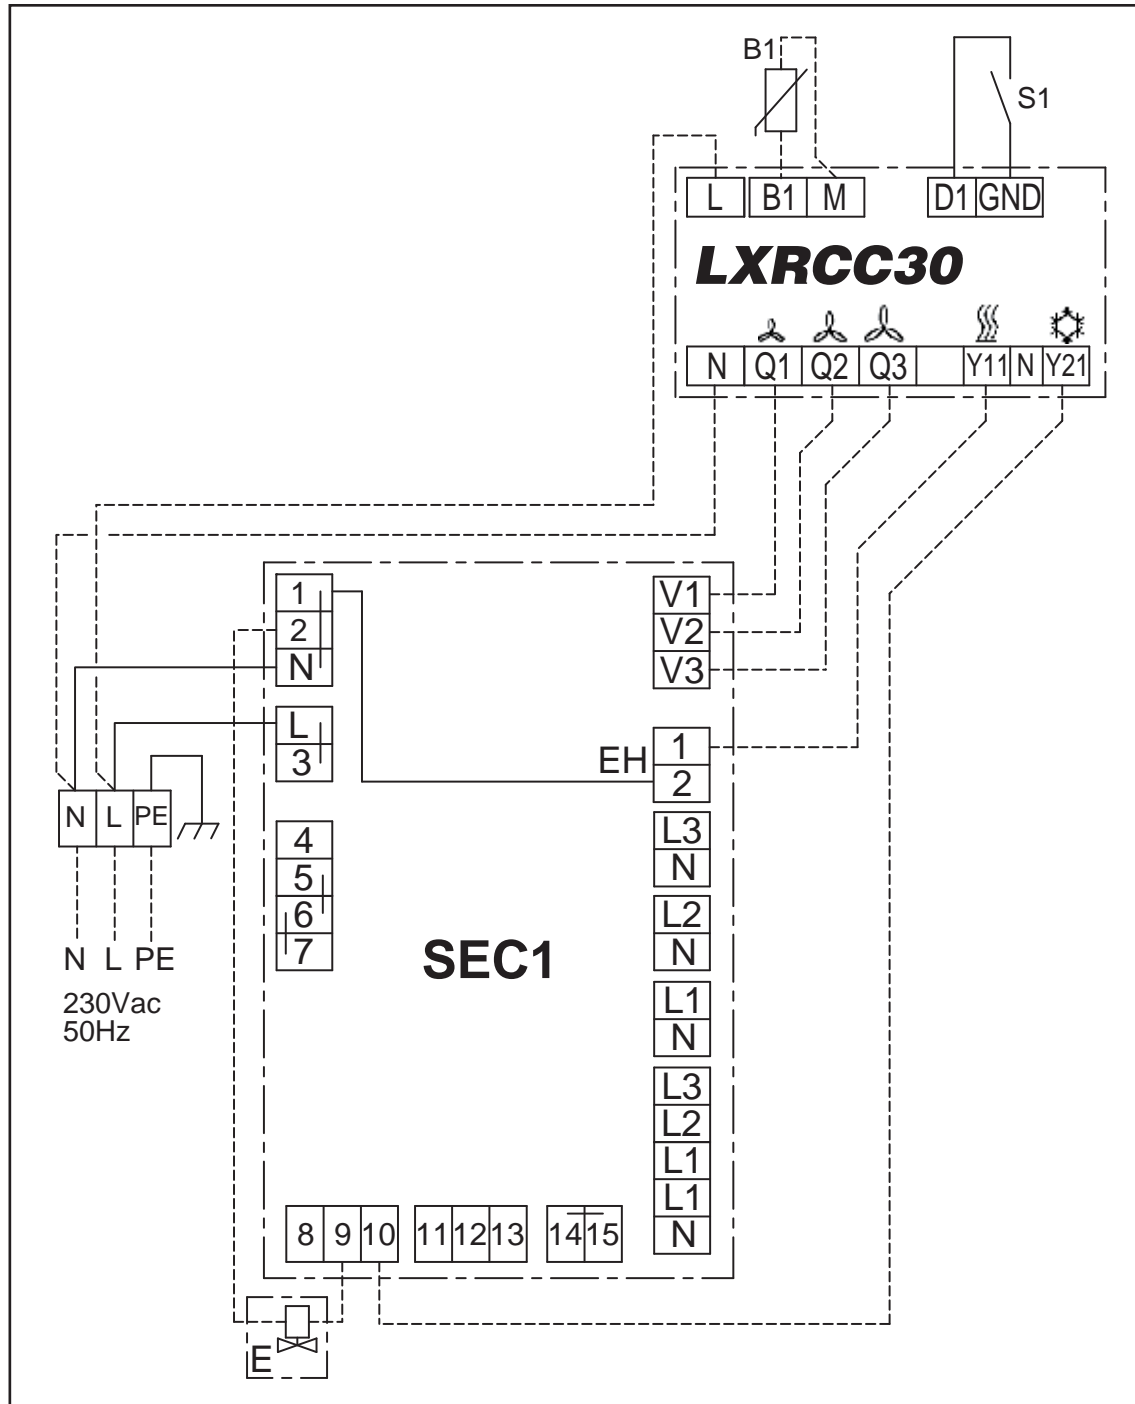 B1
S1
L B1 M D1 GND
LXRCC30
N Q1 Q2 Q3 Y11 N Y21
1
2
N
L
3
V1
V2
V3
EH
1
2
N L PE
N L PE
230Vac
50Hz
4
5
6
7
SEC1
L3
N
L2
N
L1
N
L3
L2
L1
L1
N
8 9 10 11 12 13 14 15
E